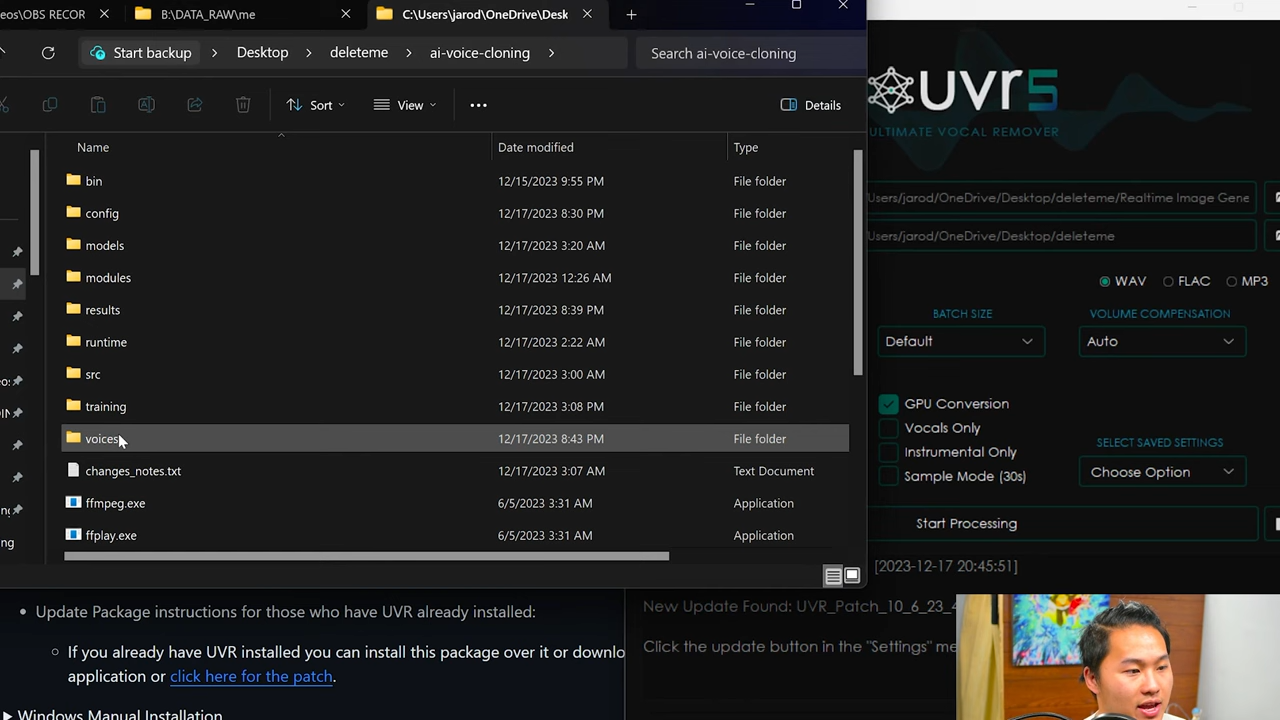 eos\OBS RECOR
B:\DATA_RAW\me
C:\Users\jarod\OneDrive\Desk
Start backup
Desktop
deleteme
ai-voice-cloning
Search ai-voice-cloning
Sort
View
Details
Name
Date modified
Type
bin
12/15/2023 9:55 PM
File folder
config
12/17/2023 8:30 PM
File folder
models
12/17/2023 3:20 AM
File folder
modules
12/17/2023 12:26 AM
File folder
results
12/17/2023 8:39 PM
File folder
runtime
12/17/2023 2:22 AM
File folder
src
12/17/2023 3:00 AM
File folder
training
12/17/2023 3:08 PM
File folder
voices
12/17/2023 8:43 PM
File folder
changes_notes.txt
12/17/2023 3:07 AM
Text Document
ffmpeg.exe
6/5/2023 3:31 AM
Application
ffplay.exe
6/5/2023 3:31 AM
Application
uvr5
ULTIMATE VOCAL REMOVER
Users/jarod/OneDrive/Desktop/deleteme/Realtime Image Gene
Users/jarod/OneDrive/Desktop/deleteme
WAV
FLAC
MP3
BATCH SIZE
VOLUME COMPENSATION
Default
Auto
GPU Conversion
Vocals Only
Instrumental Only
Sample Mode (30s)
SELECT SAVED SETTINGS
Choose Option
Start Processing
[2023-12-17 20:45:51]
New Update Found: UVR_Patch_10_6_23_4
Click the update button in the "Settings" me
• Update Package instructions for those who have UVR already installed:
If you already have UVR installed you can install this package over it or downlo
application or click here for the patch.
Windows Manual Installation